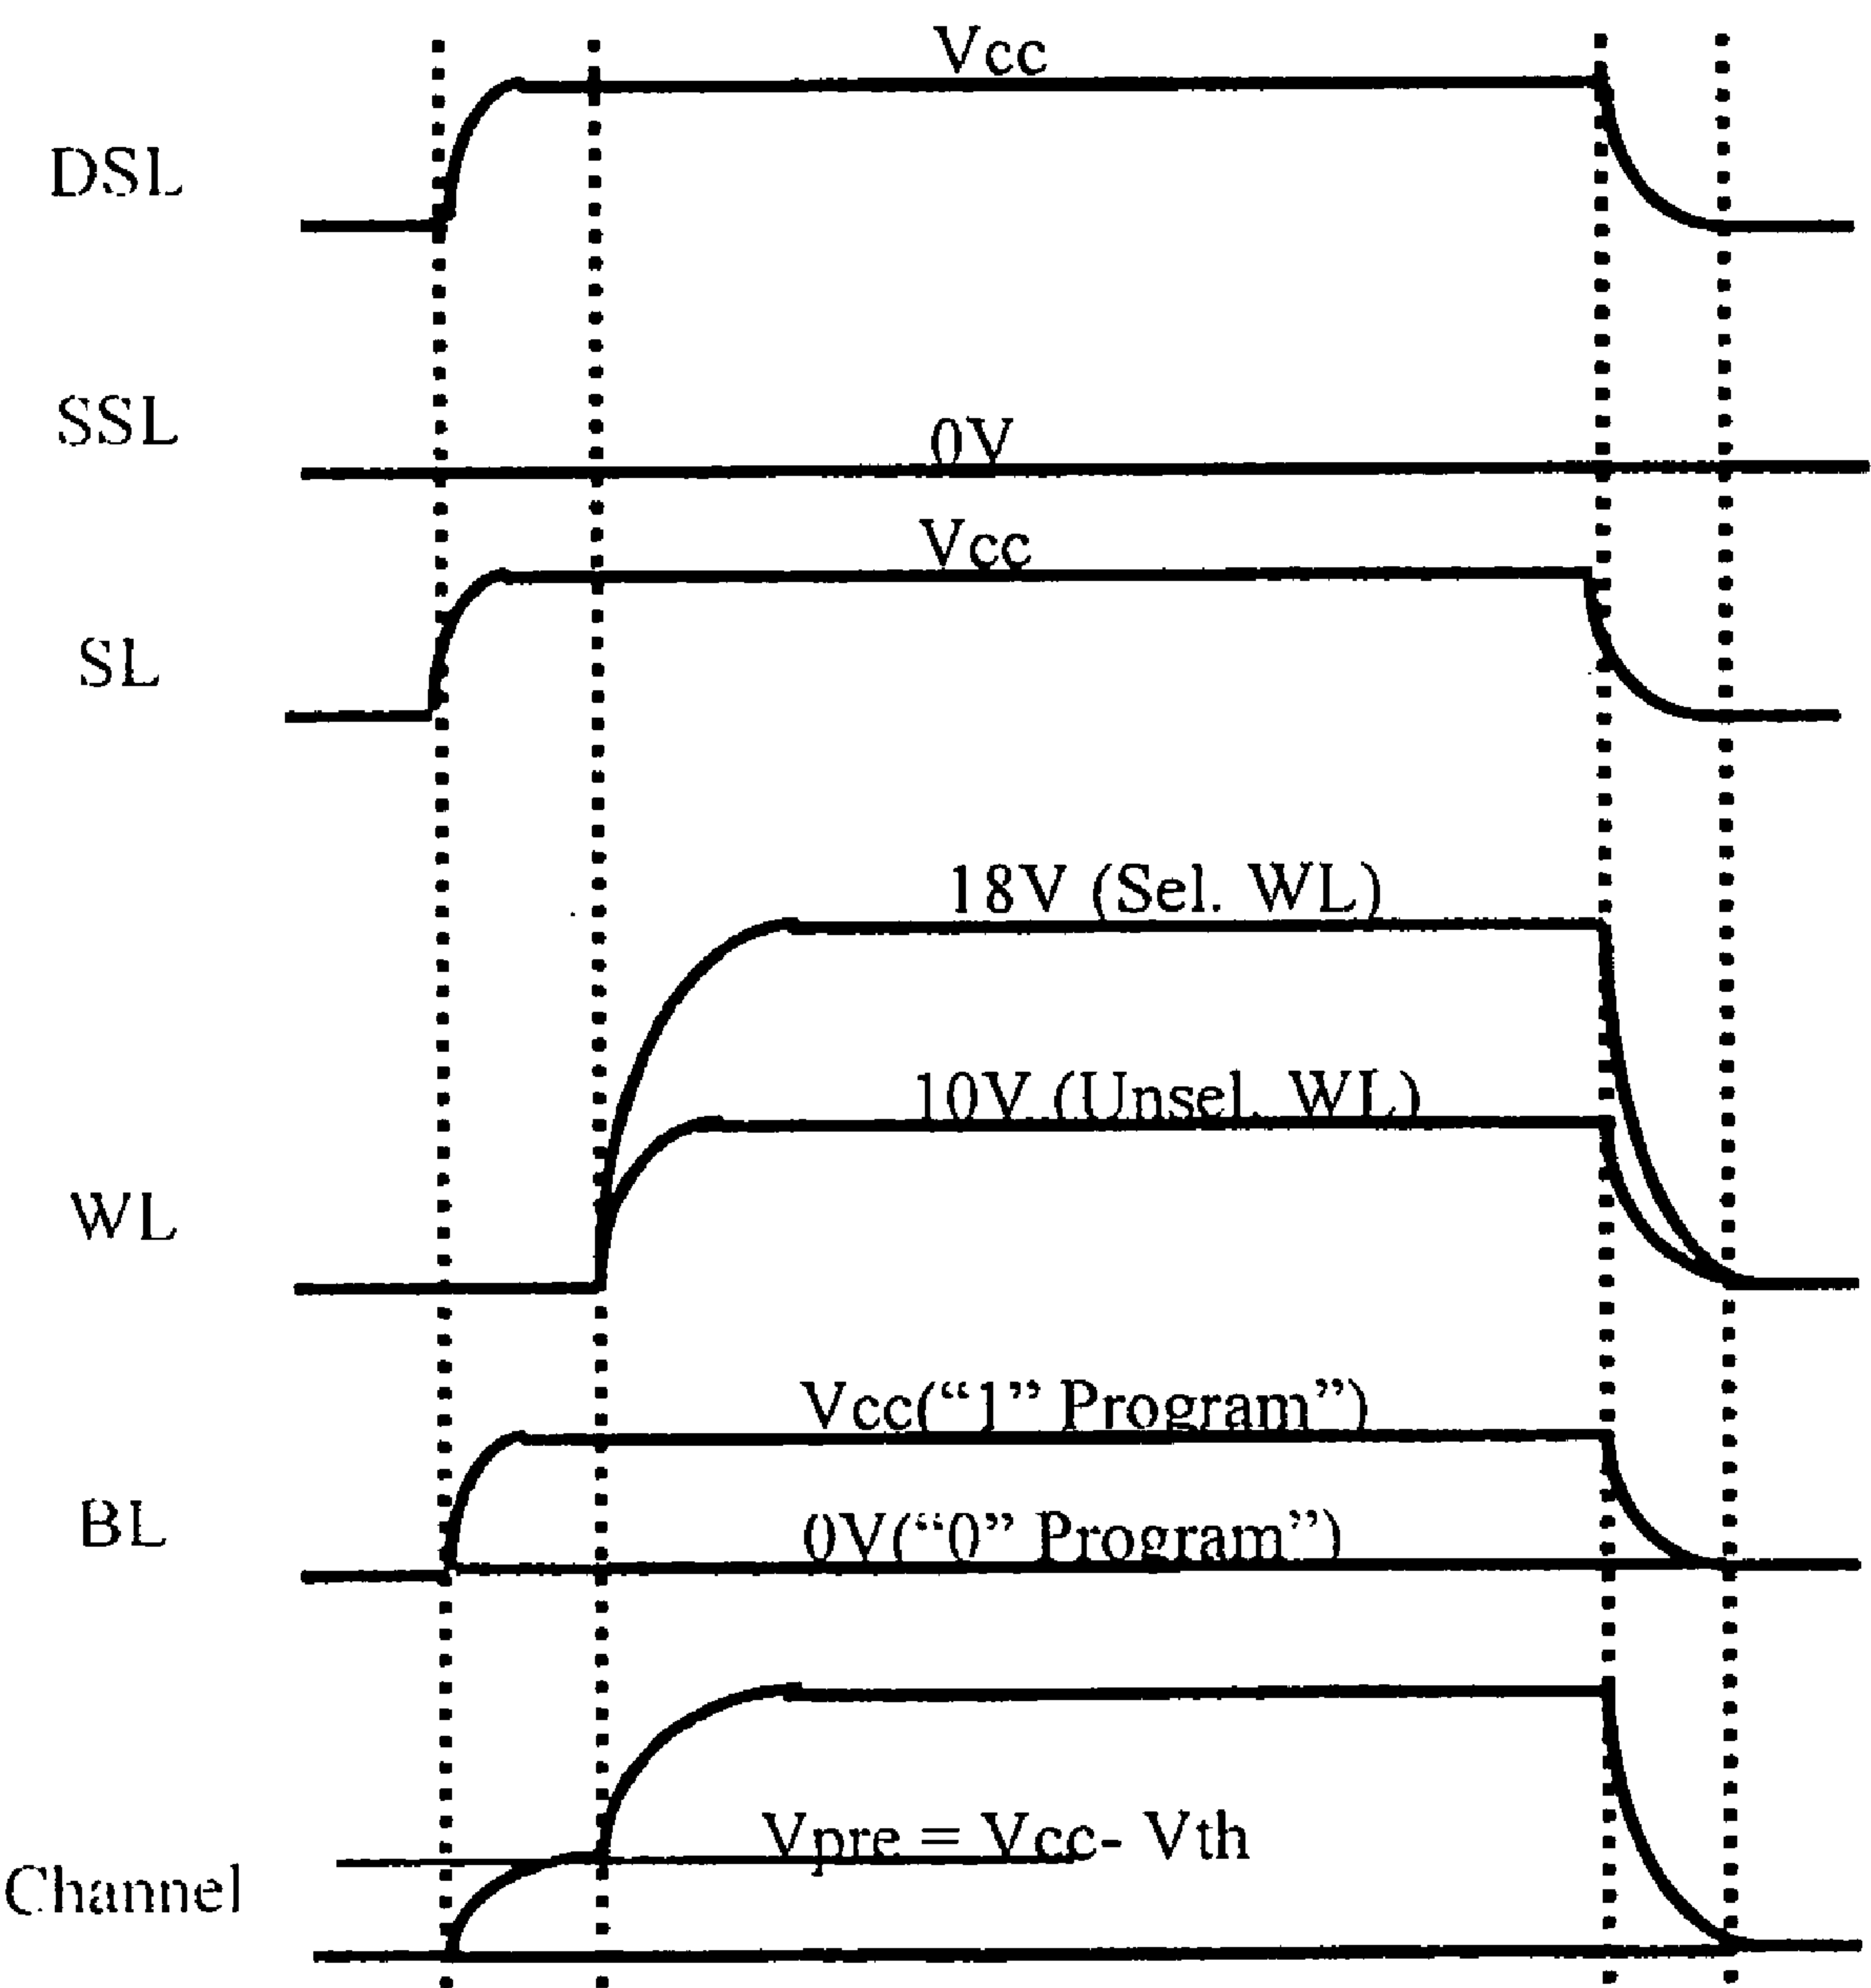 Vcc
DSL
SSL
0V
Vcc
SL
18V (Sel. WL)
10V (Unsel. WL)
WL
Vcc(“1” Program”)
BL
0V(“0” Program”)
Vpre = Vcc- Vth
Channel